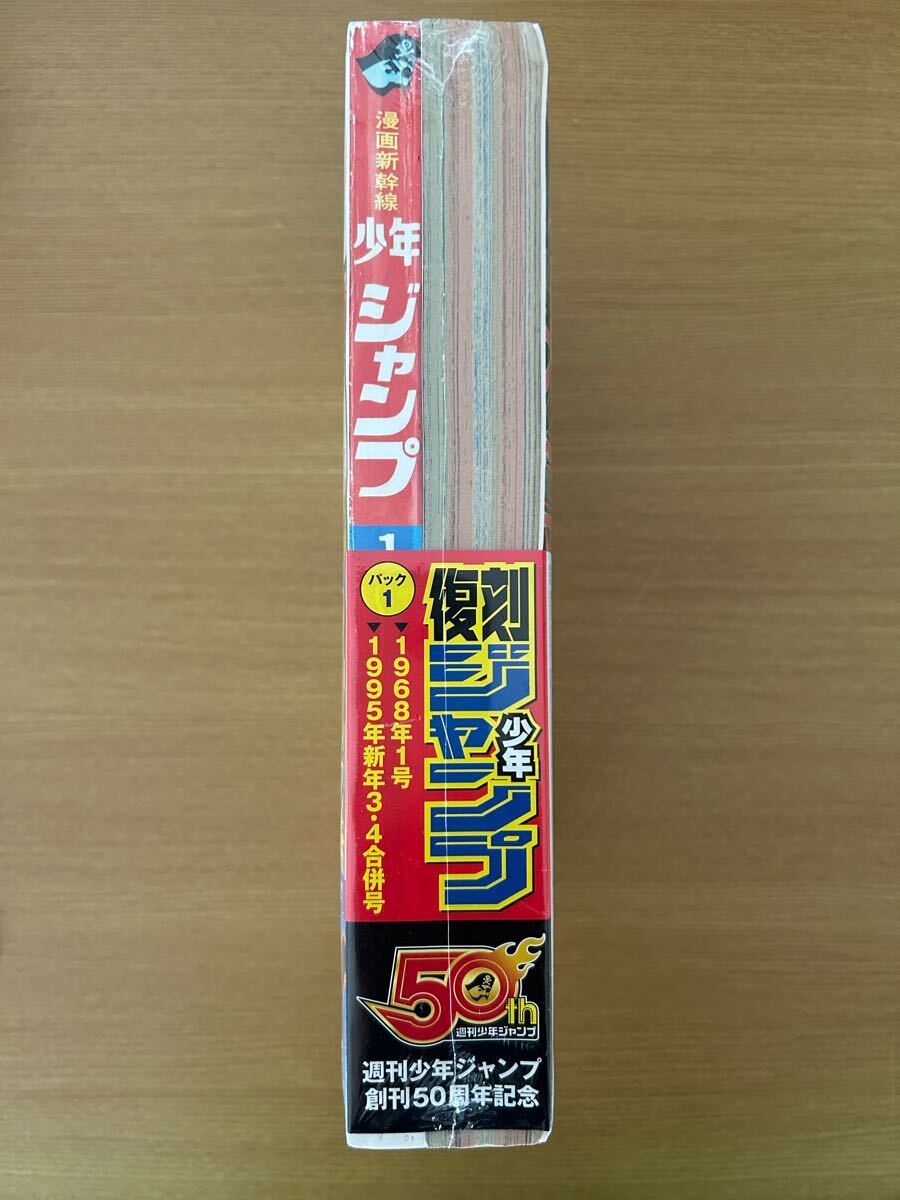 漫画新幹線
少年
ジャンプ
1
パック
1
▼1968年1号
▼1995年新年3・4合併号
復刻
少年
ジャンプ
50th
週刊少年ジャンプ
週刊少年ジャンプ
創刊50周年記念